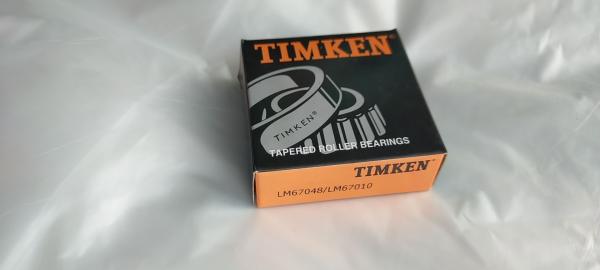 TIMKEN®
TIMKEN®
TAPERED ROLLER BEARINGS
TIMKEN®
LM67048/LM67010